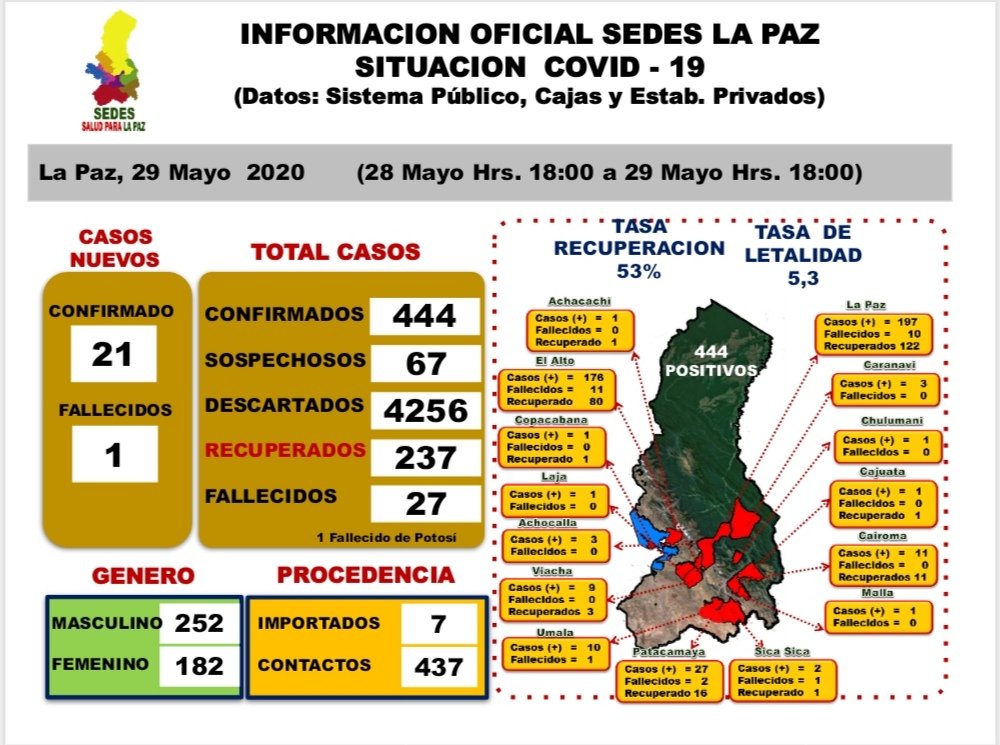 INFORMACION OFICIAL SEDES LA PAZ
SITUACION COVID - 19
(Datos: Sistema Público, Cajas y Estab. Privados)
SEDES
SALUD PARA LA PAZ
La Paz, 29 Mayo 2020 (28 Mayo Hrs. 18:00 a 29 Mayo Hrs. 18:00)
CASOS
NUEVOS
CONFIRMADO
21
FALLECIDOS
1
TOTAL CASOS
CONFIRMADOS 444
SOSPECHOSOS 67
DESCARTADOS 4256
RECUPERADOS 237
FALLECIDOS 27
1 Fallecido de Potosí
GENERO
MASCULINO 252
FEMENINO 182
PROCEDENCIA
IMPORTADOS 7
CONTACTOS 437
TASA
RECUPERACION
53%
TASA DE
LETALIDAD
5,3
444
POSITIVOS
Achacachi
Casos (+) = 1
Fallecidos = 0
Recuperado 1
El Alto
Casos (+) = 176
Fallecidos = 11
Recuperado 80
Copacabana
Casos (+) = 1
Fallecidos = 0
Recuperado 1
Laja
Casos (+) = 1
Fallecidos = 0
Achocalla
Casos (+) = 3
Fallecidos = 0
Viacha
Casos (+) = 9
Fallecidos = 0
Recuperados 3
Umala
Casos (+) = 10
Fallecidos = 1
Patacamaya
Casos (+) = 27
Fallecidos = 2
Recuperado 16
Sica Sica
Casos (+) = 2
Fallecidos = 1
Recuperado 1
La Paz
Casos (+) = 197
Fallecidos = 10
Recuperados 122
Caranavi
Casos (+) = 3
Fallecidos = 0
Chulumani
Casos (+) = 1
Fallecidos = 0
Cajuata
Casos (+) = 1
Fallecidos = 0
Recuperado 1
Cairoma
Casos (+) = 11
Fallecidos = 0
Recuperados 11
Malla
Casos (+) = 1
Fallecidos = 0